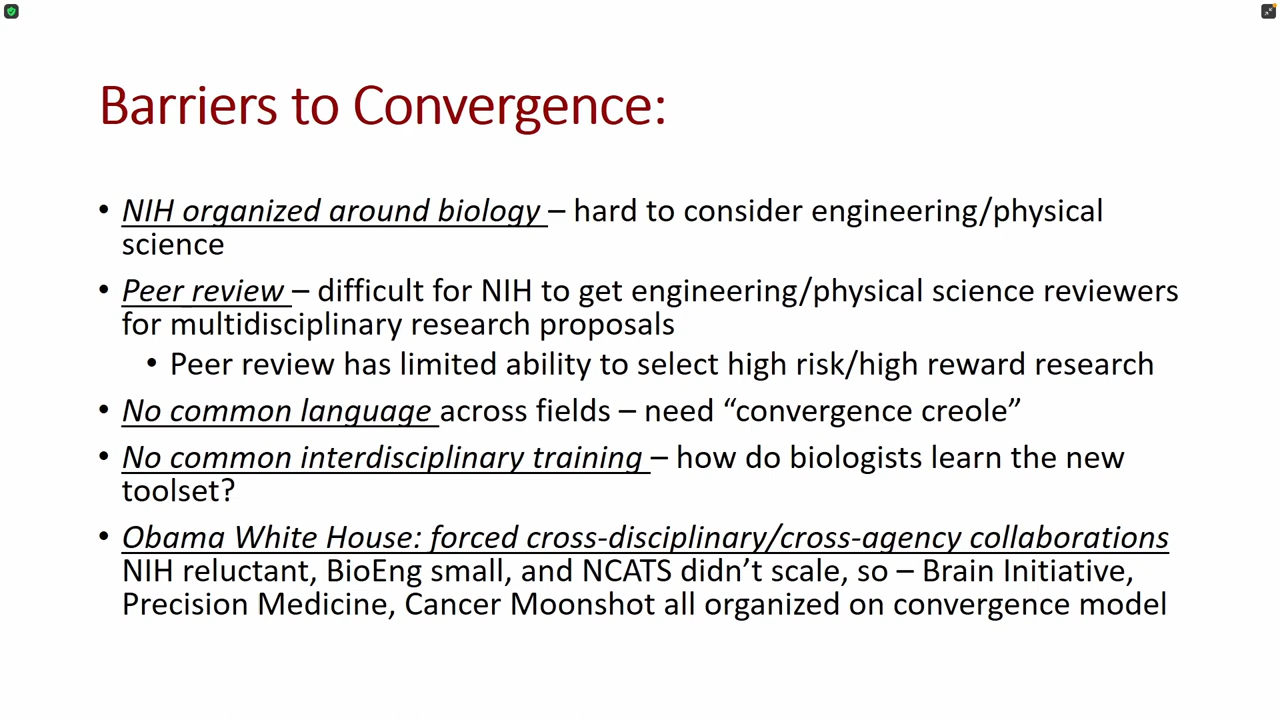 Barriers to Convergence:
• NIH organized around biology – hard to consider engineering/physical
science
• Peer review – difficult for NIH to get engineering/physical science reviewers
for multidisciplinary research proposals
• Peer review has limited ability to select high risk/high reward research
• No common language across fields – need “convergence creole”
• No common interdisciplinary training – how do biologists learn the new
toolset?
• Obama White House: forced cross-disciplinary/cross-agency collaborations
NIH reluctant, BioEng small, and NCATS didn’t scale, so – Brain Initiative,
Precision Medicine, Cancer Moonshot all organized on convergence model